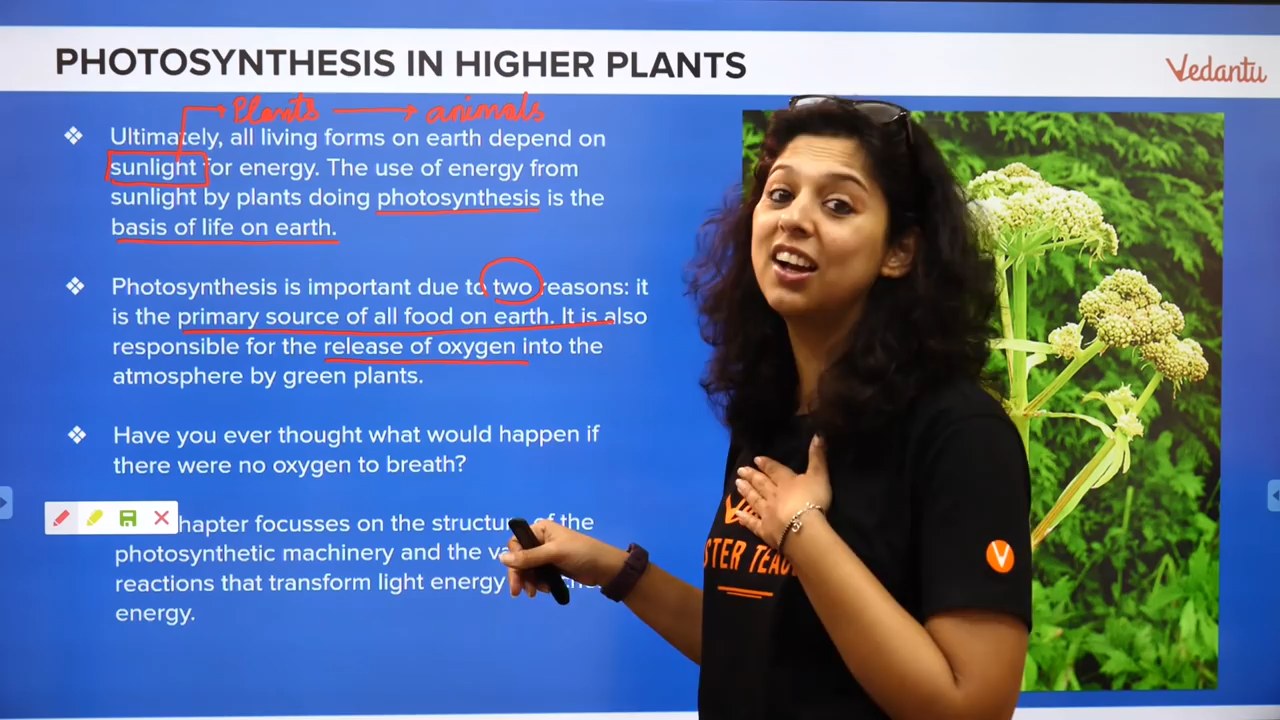 PHOTOSYNTHESIS IN HIGHER PLANTS
Vedantu
Plants animals
Ultimately, all living forms on earth depend on
sunlight for energy. The use of energy from
sunlight by plants doing photosynthesis is the
basis of life on earth.
Photosynthesis is important due to two reasons: it
is the primary source of all food on earth. It is also
responsible for the release of oxygen into the
atmosphere by green plants.
Have you ever thought what would happen if
there were no oxygen to breath?
hapter focusses on the structure of the
photosynthetic machinery and the
reactions that transform light energy
energy.
STER TEAC